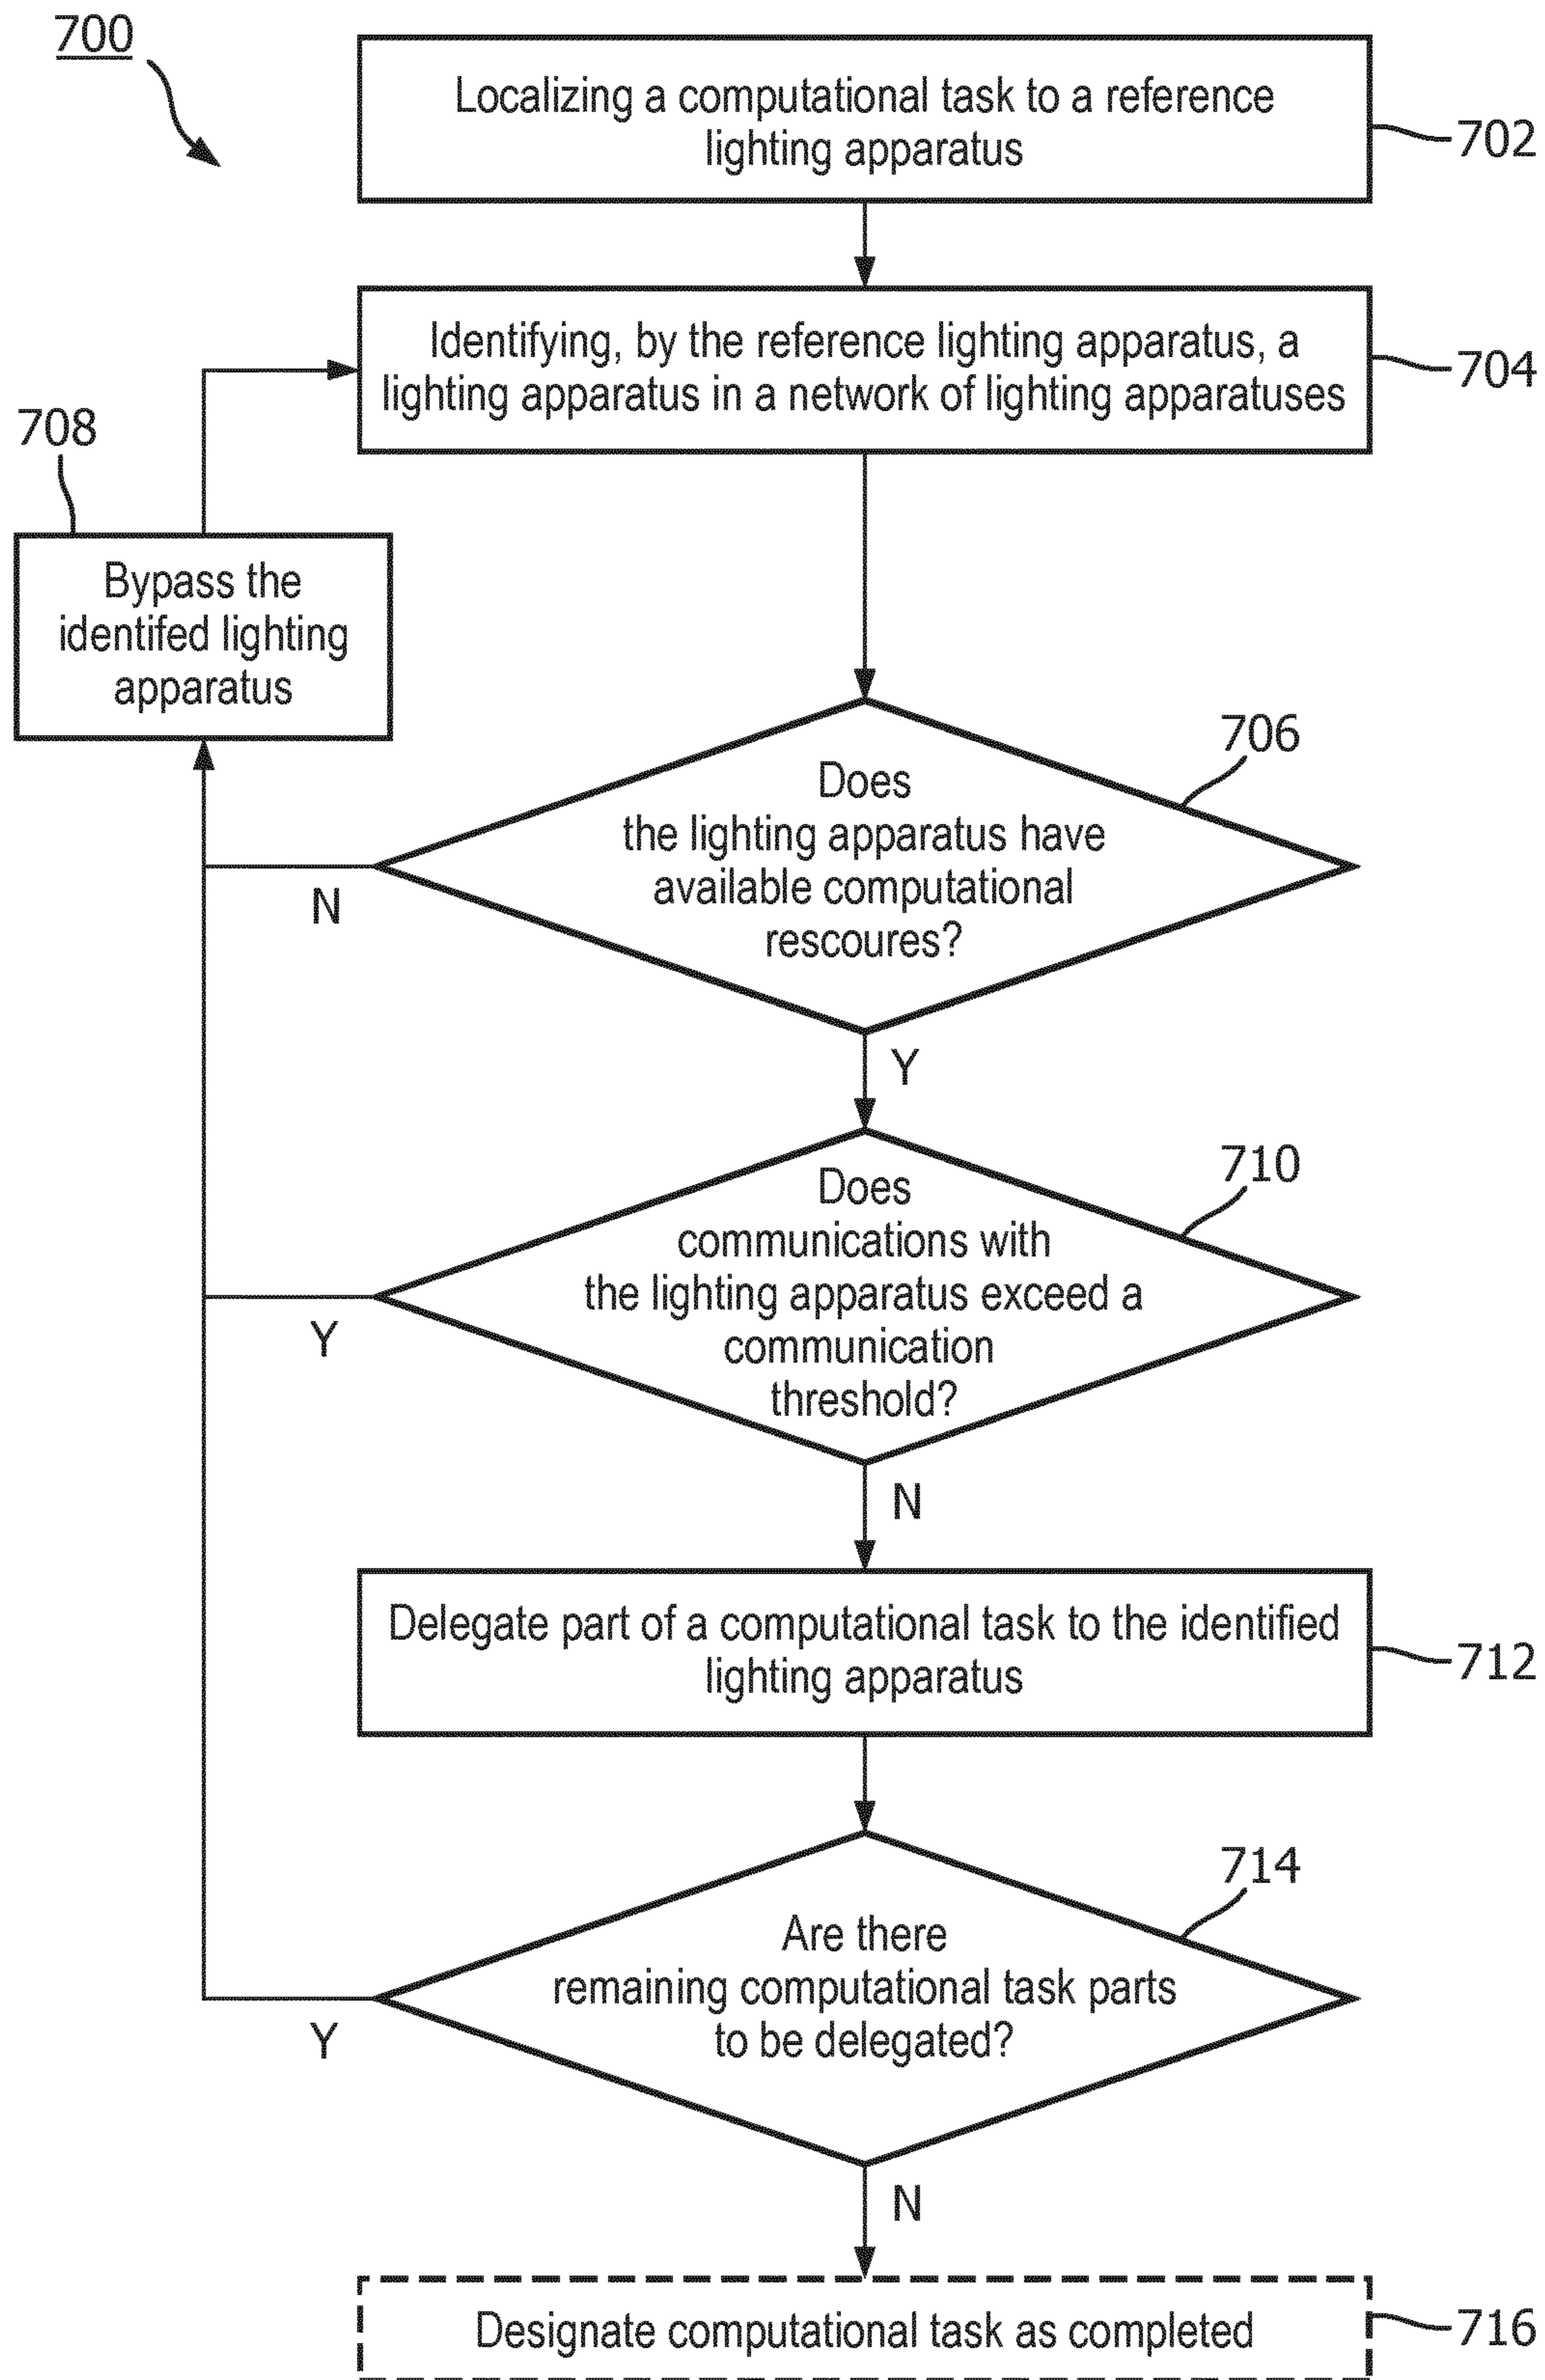 700
Localizing a computational task to a reference
lighting apparatus
702
Identifying, by the reference lighting apparatus, a
lighting apparatus in a network of lighting apparatuses
704
708
Bypass the
identifed lighting
apparatus
706
Does
the lighting apparatus have
available computational
rescoures?
N
Y
710
Does
communications with
the lighting apparatus exceed a
communication
threshold?
Y
N
Delegate part of a computational task to the identified
lighting apparatus
712
714
Are there
remaining computational task parts
to be delegated?
Y
N
Designate computational task as completed
716